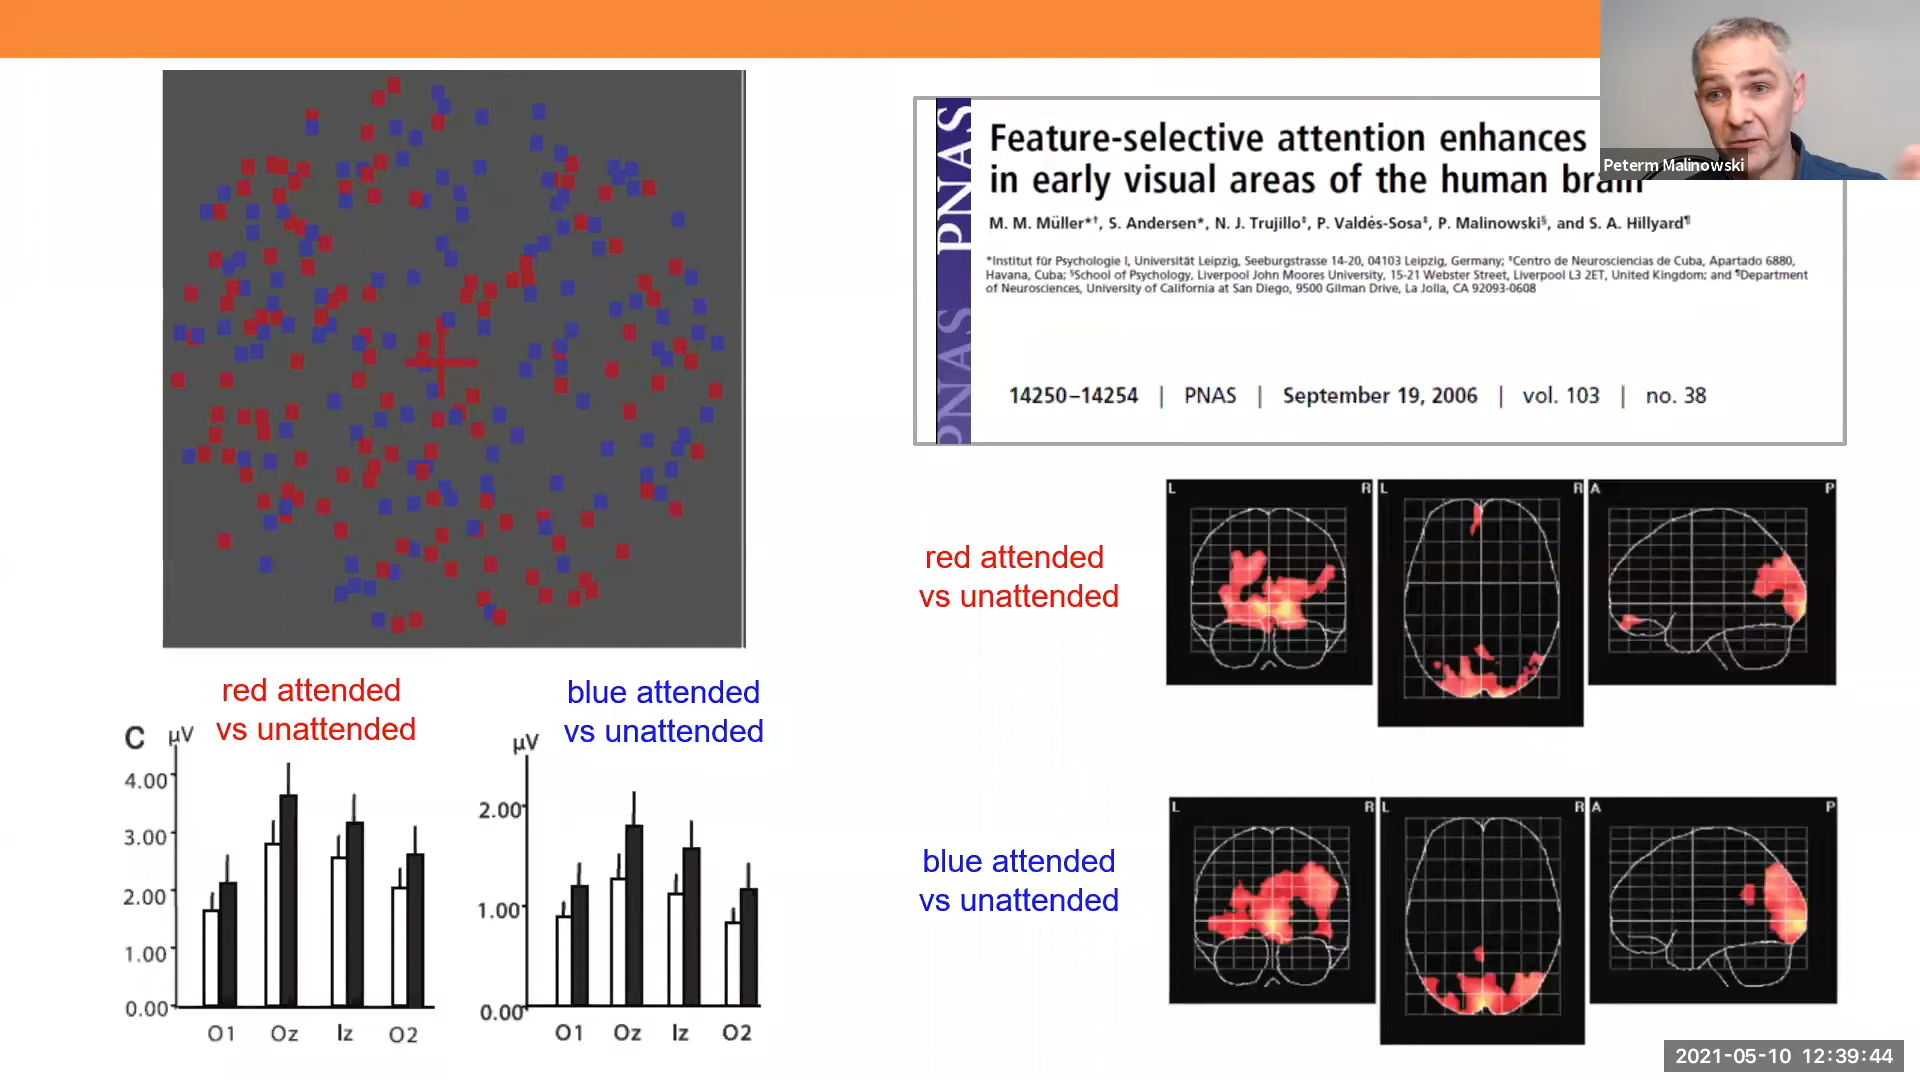 Feature-selective attention enhances
in early visual areas of the human brain
Peterm Malinowski
PNAS PNAS PNAS
M. M. Müller*†, S. Andersen*, N. J. Trujillo‡, P. Valdés-Sosa‡, P. Malinowski§, and S. A. Hillyard¶
*Institut für Psychologie I, Universität Leipzig, Seeburgstrasse 14-20, 04103 Leipzig, Germany; ‡Centro de Neurosciencias de Cuba, Apartado 6880,
Havana, Cuba; §School of Psychology, Liverpool John Moores University, 15-21 Webster Street, Liverpool L3 2ET, United Kingdom; and ¶Department
of Neurosciences, University of California at San Diego, 9500 Gilman Drive, La Jolla, CA 92093-0608
14250–14254 | PNAS | September 19, 2006 | vol. 103 | no. 38
red attended
vs unattended
L R L R A P
blue attended
vs unattended
L R L R A P
red attended
vs unattended
C µV
4.00
3.00
2.00
1.00
0.00
O1 Oz Iz O2
blue attended
vs unattended
µV
2.00
1.00
0.00
O1 Oz Iz O2
2021-05-10 12:39:44